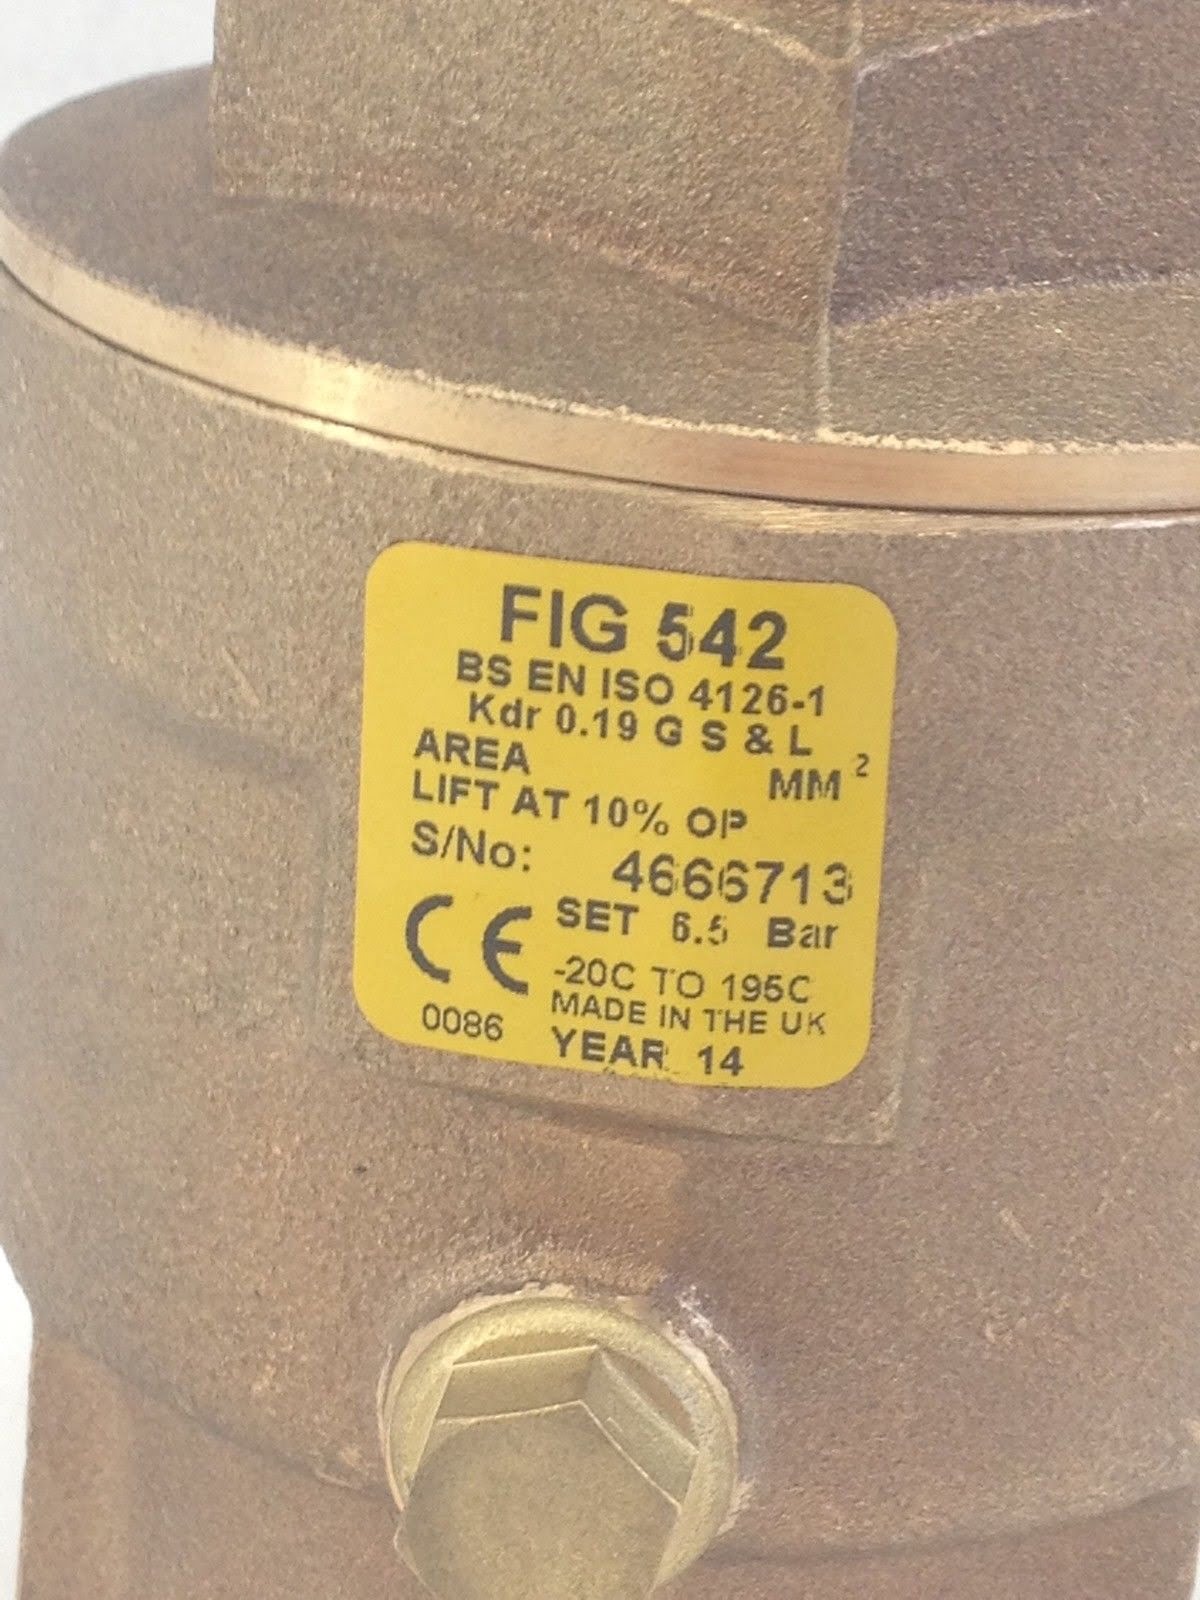 FIG 542
BS EN ISO 4126-1
Kdr 0.19 G S & L
AREA MM²
LIFT AT 10% OP
S/No: 4666713
CE SET 6.5 Bar
-20C TO 195C
MADE IN THE UK
0086 YEAR 14